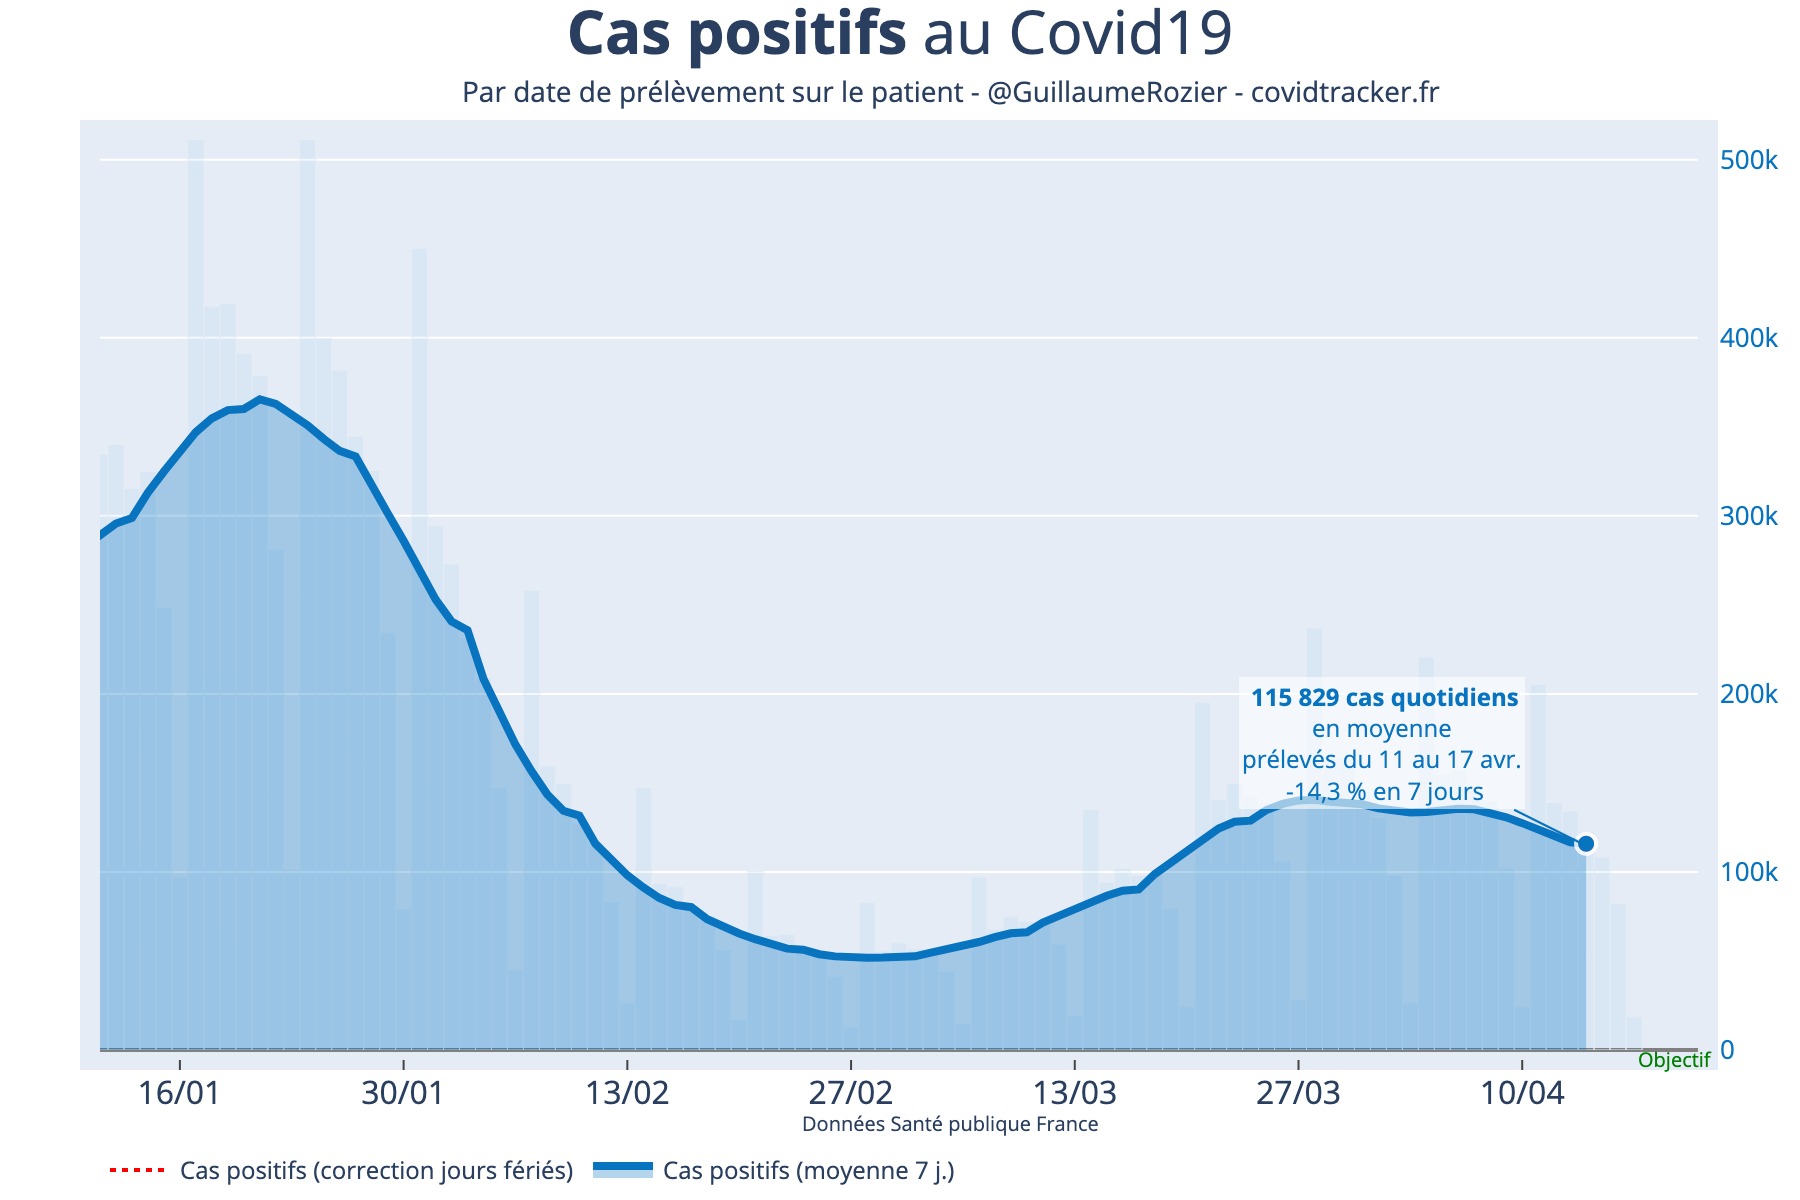 Cas positifs au Covid19
Par date de prélèvement sur le patient - @GuillaumeRozier - covidtracker.fr
500k
400k
300k
200k
100k
0
115 829 cas quotidiens
en moyenne
prélevés du 11 au 17 avr.
-14,3 % en 7 jours
Objectif
16/01 30/01 13/02 27/02 13/03 27/03 10/04
Données Santé publique France
Cas positifs (correction jours fériés) Cas positifs (moyenne 7 j.)